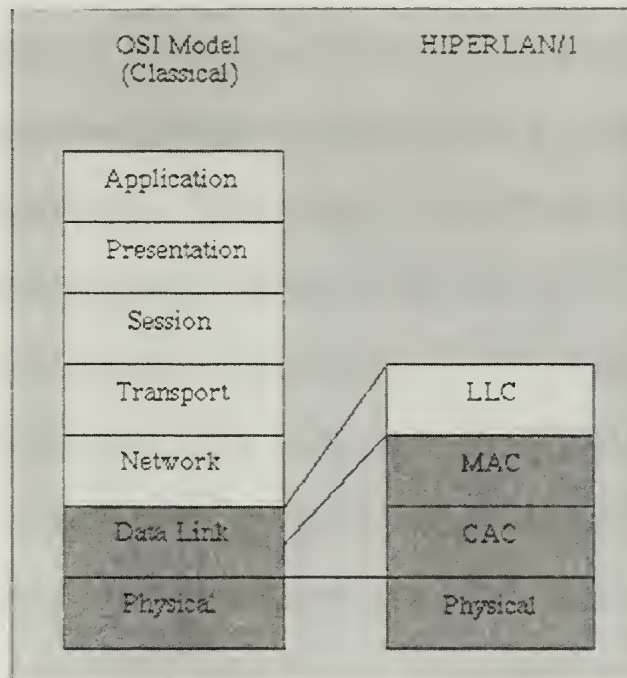 OSI Model
(Classical)
HIPERLAN/1
Application
Presentation
Session
Transport
Network
Data Link
Physical
LLC
MAC
CAC
Physical